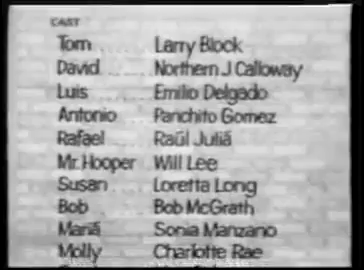 CAST
Tom ........ Larry Block
David ........ Northern J Calloway
Luis ........ Emilio Delgado
Antonio ........ Panchito Gomez
Rafael ........ Raúl Juliá
Mr. Hooper Will Lee
Susan ........ Loretta Long
Bob ........ Bob McGrath
Mariá ........ Sonia Manzano
Molly ........ Charlotte Rae